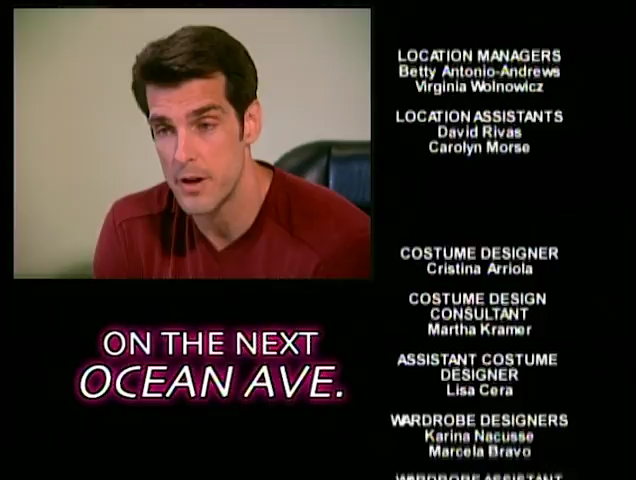 LOCATION MANAGERS
Betty Antonio-Andrews
Virginia Wolnowicz
LOCATION ASSISTANTS
David Rivas
Carolyn Morse
COSTUME DESIGNER
Cristina Arriola
COSTUME DESIGN
CONSULTANT
Martha Kramer
ASSISTANT COSTUME
DESIGNER
Lisa Cera
WARDROBE DESIGNERS
Karina Nacusse
Marcela Bravo
WARDROBE ASSISTANT
ON THE NEXT
OCEAN AVE.